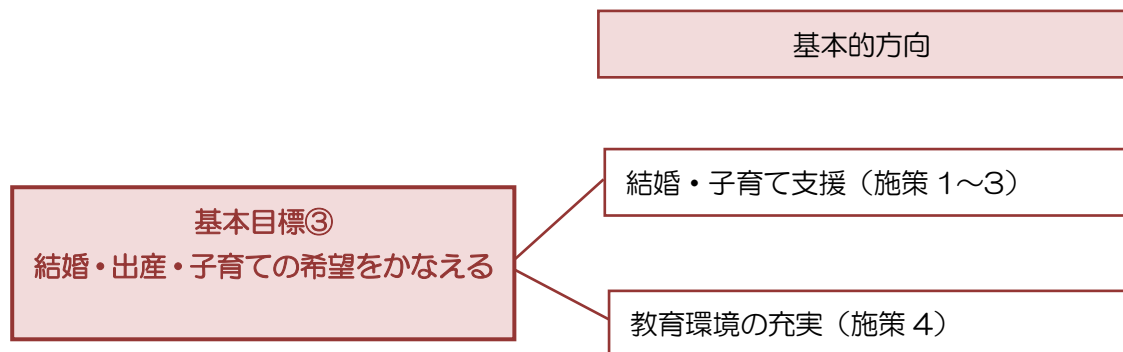 基本的方向
結婚・子育て支援（施策 1～3）
基本目標③
結婚・出産・子育ての希望をかなえる
教育環境の充実（施策 4）